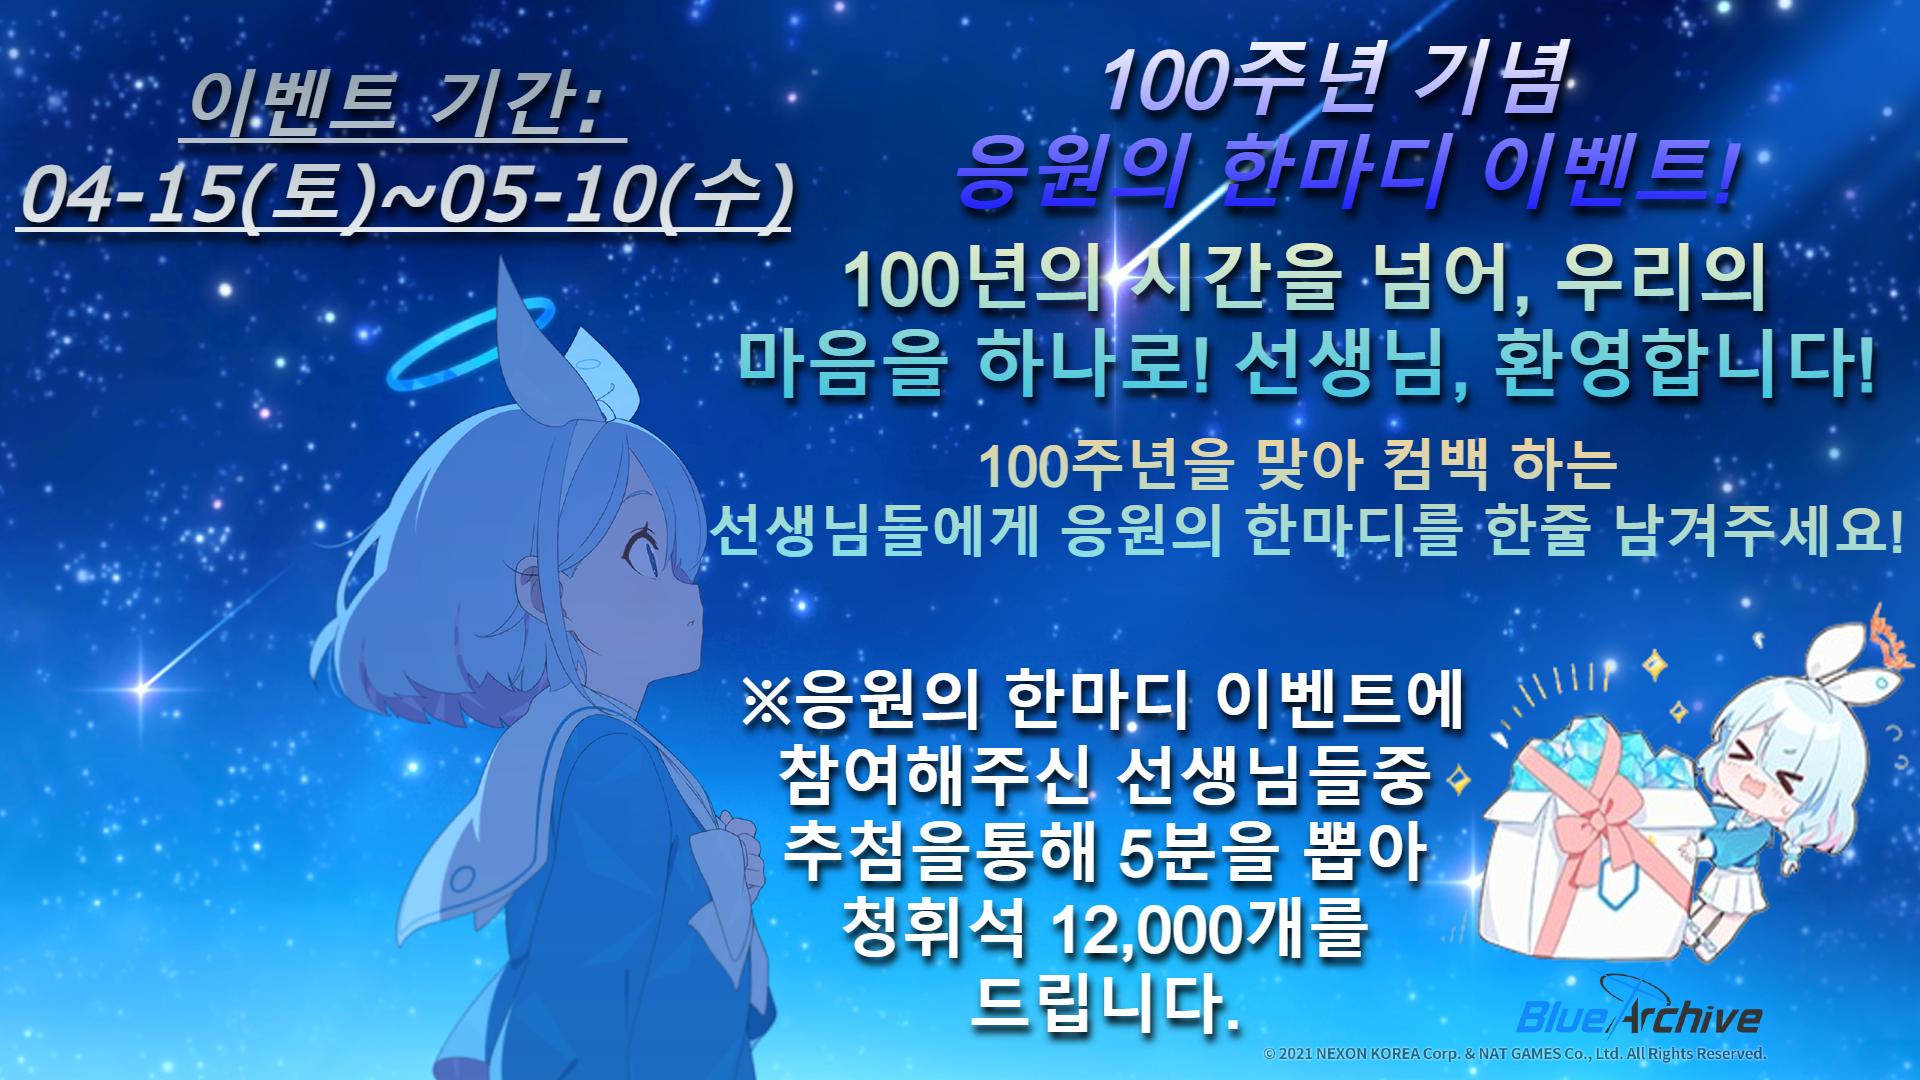 이벤트 기간:
04-15(토)~05-10(수)
100주년 기념
응원의 한마디 이벤트!
100년의 시간을 넘어, 우리의
마음을 하나로! 선생님, 환영합니다!
100주년을 맞아 컴백 하는
선생님들에게 응원의 한마디를 한줄 남겨주세요!
※응원의 한마디 이벤트에
참여해주신 선생님들중
추첨을통해 5분을 뽑아
청휘석 12,000개를
드립니다.
Blue Archive
© 2021 NEXON KOREA Corp. & NAT GAMES Co., Ltd. All Rights Reserved.